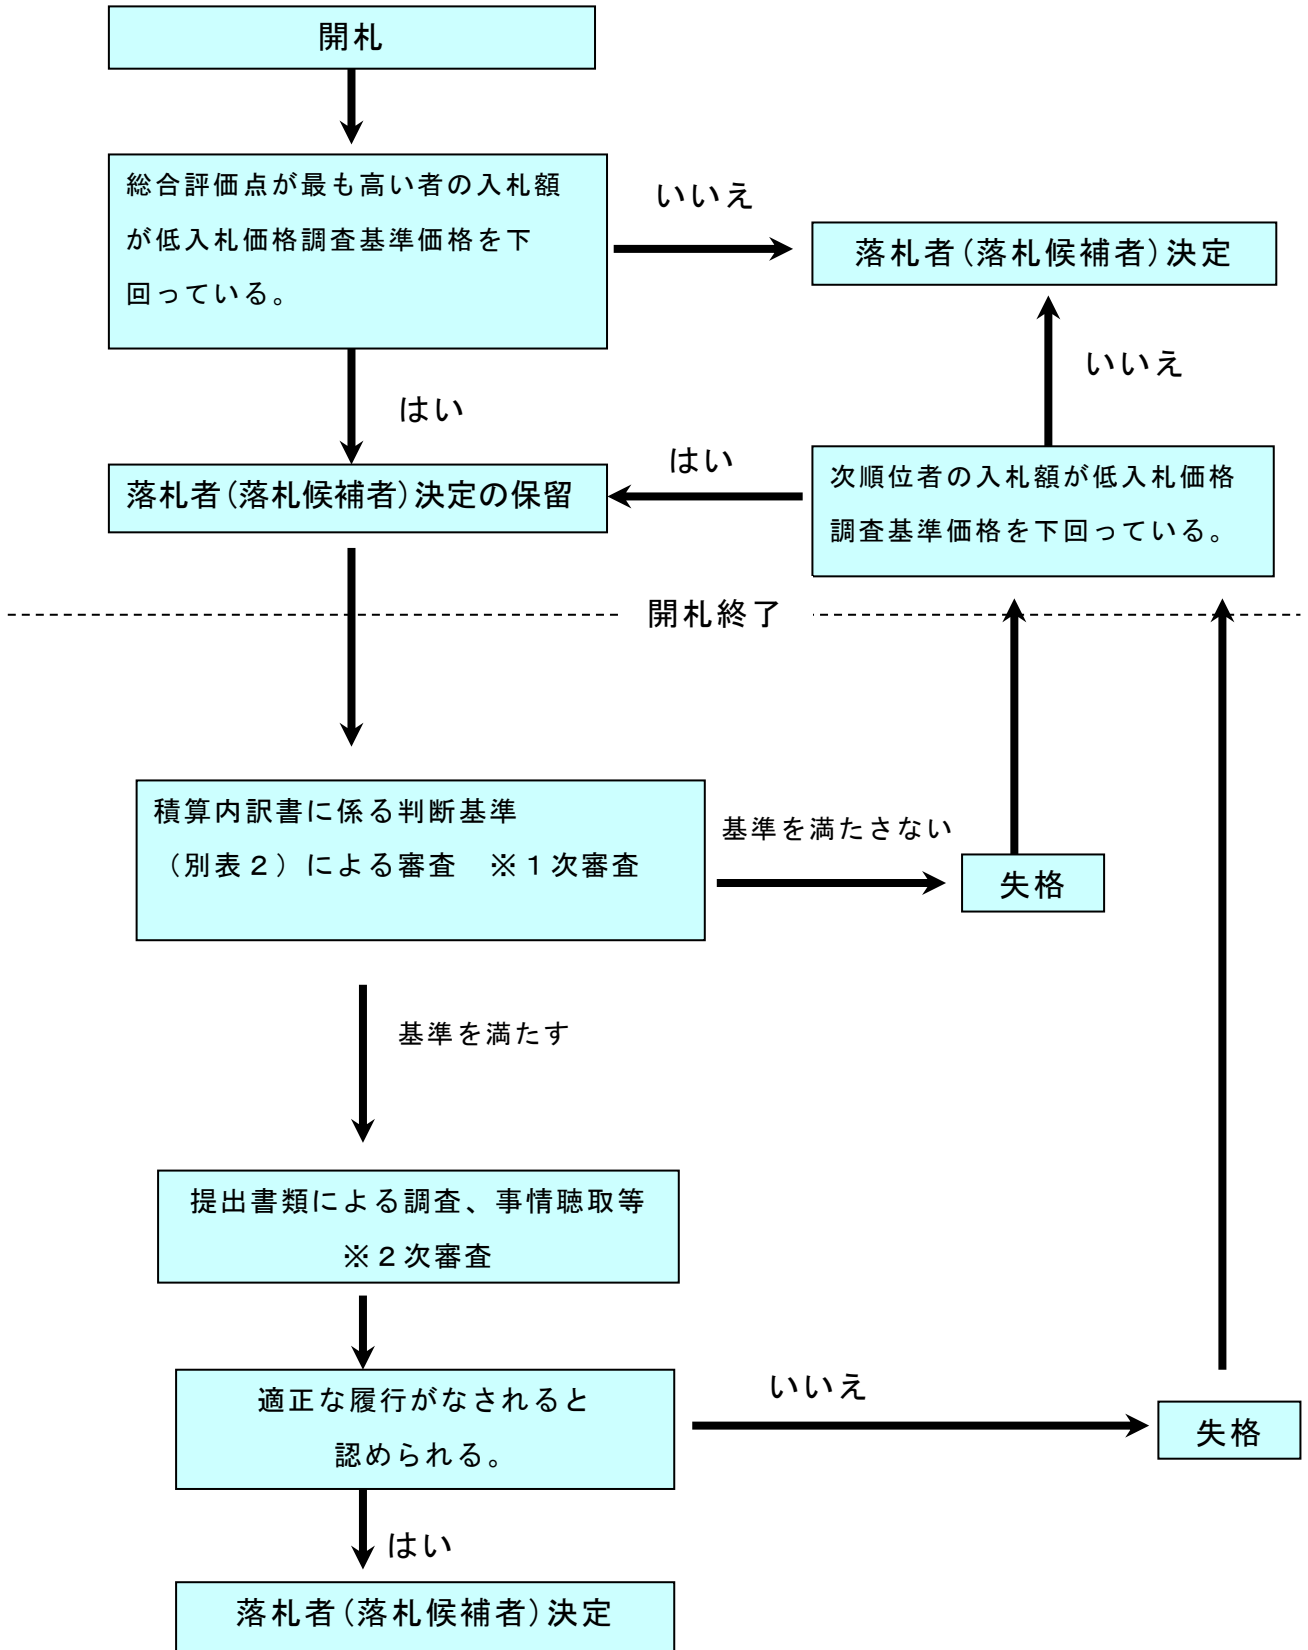 開札
総合評価点が最も高い者の入札額
が低入札価格調査基準価格を下
回っている。
いいえ
落札者(落札候補者)決定
いいえ
はい
はい
落札者(落札候補者)決定の保留
次順位者の入札額が低入札価格
調査基準価格を下回っている。
開札終了
積算内訳書に係る判断基準
（別表２）による審査　※１次審査
基準を満たさない
失格
基準を満たす
提出書類による調査、事情聴取等
※２次審査
適正な履行がなされると
認められる。
いいえ
失格
はい
落札者(落札候補者)決定